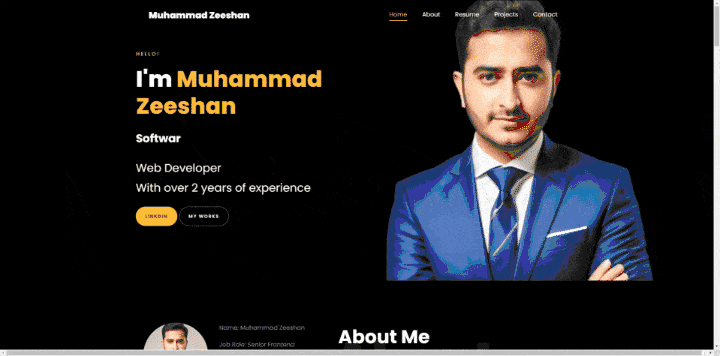 Muhammad Zeeshan
Home About Resume Projects Contact
HELLO!
I'm Muhammad
Zeeshan
Softwar
Web Developer
With over 2 years of experience
LINKDIN MY WORKS
Name: Muhammad Zeeshan
About Me
Job Role: Senior Frontend